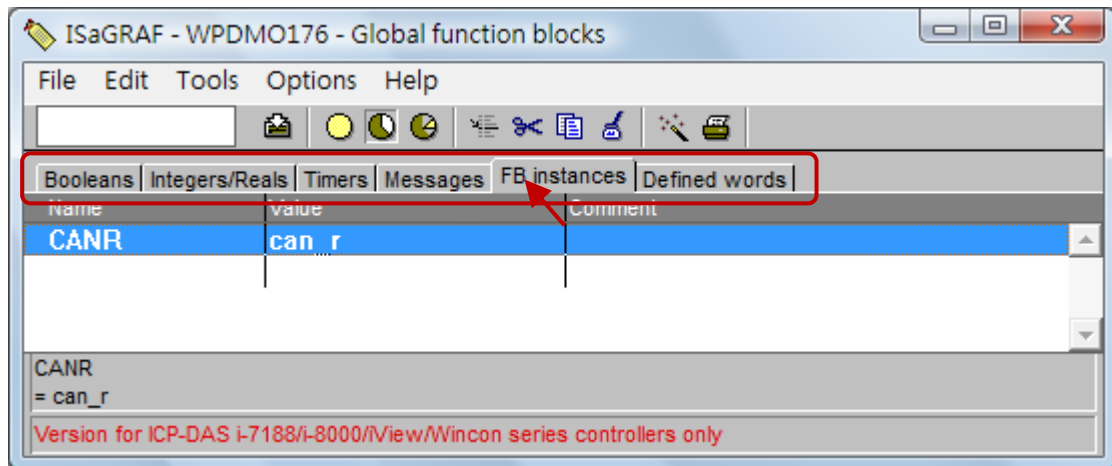 ISaGRAF - WPDMO176 - Global function blocks
File Edit Tools Options Help
Booleans Integers/Reals Timers Messages FB instances Defined words
Name Value Comment
CANR can_r
CANR
= can_r
Version for ICP-DAS i-7188/i-8000/iView/Wincon series controllers only